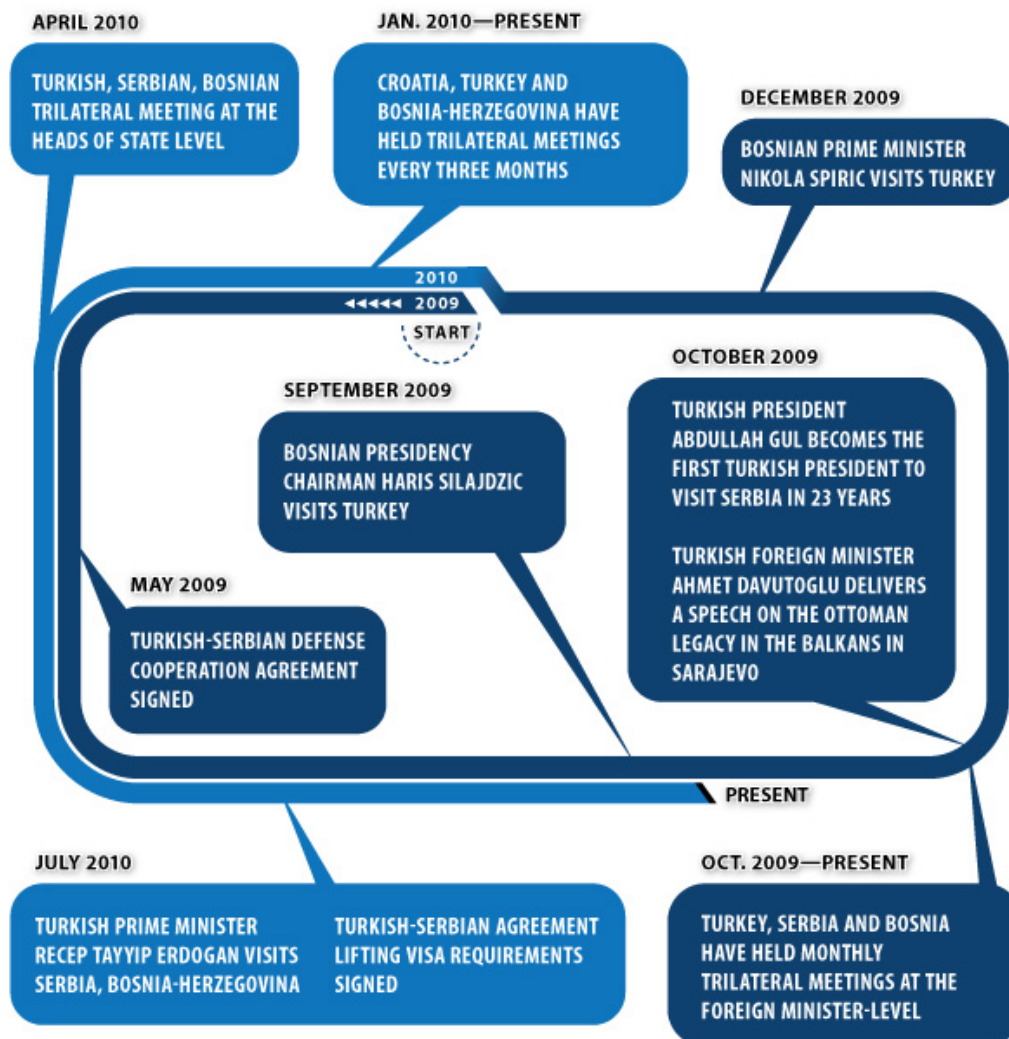 APRIL 2010
TURKISH, SERBIAN, BOSNIAN
TRILATERAL MEETING AT THE
HEADS OF STATE LEVEL
JAN. 2010—PRESENT
CROATIA, TURKEY AND
BOSNIA-HERZEGOVINA HAVE
HELD TRILATERAL MEETINGS
EVERY THREE MONTHS
DECEMBER 2009
BOSNIAN PRIME MINISTER
NIKOLA SPIRIC VISITS TURKEY
2010
2009
START
SEPTEMBER 2009
BOSNIAN PRESIDENCY
CHAIRMAN HARIS SILAJDZIC
VISITS TURKEY
OCTOBER 2009
TURKISH PRESIDENT
ABDULLAH GUL BECOMES THE
FIRST TURKISH PRESIDENT TO
VISIT SERBIA IN 23 YEARS
TURKISH FOREIGN MINISTER
AHMET DAVUTOGLU DELIVERS
A SPEECH ON THE OTTOMAN
LEGACY IN THE BALKANS IN
SARAJEVO
MAY 2009
TURKISH-SERBIAN DEFENSE
COOPERATION AGREEMENT
SIGNED
PRESENT
JULY 2010
TURKISH PRIME MINISTER
RECEP TAYYIP ERDOGAN VISITS
SERBIA, BOSNIA-HERZEGOVINA
TURKISH-SERBIAN AGREEMENT
LIFTING VISA REQUIREMENTS
SIGNED
OCT. 2009—PRESENT
TURKEY, SERBIA AND BOSNIA
HAVE HELD MONTHLY
TRILATERAL MEETINGS AT THE
FOREIGN MINISTER-LEVEL